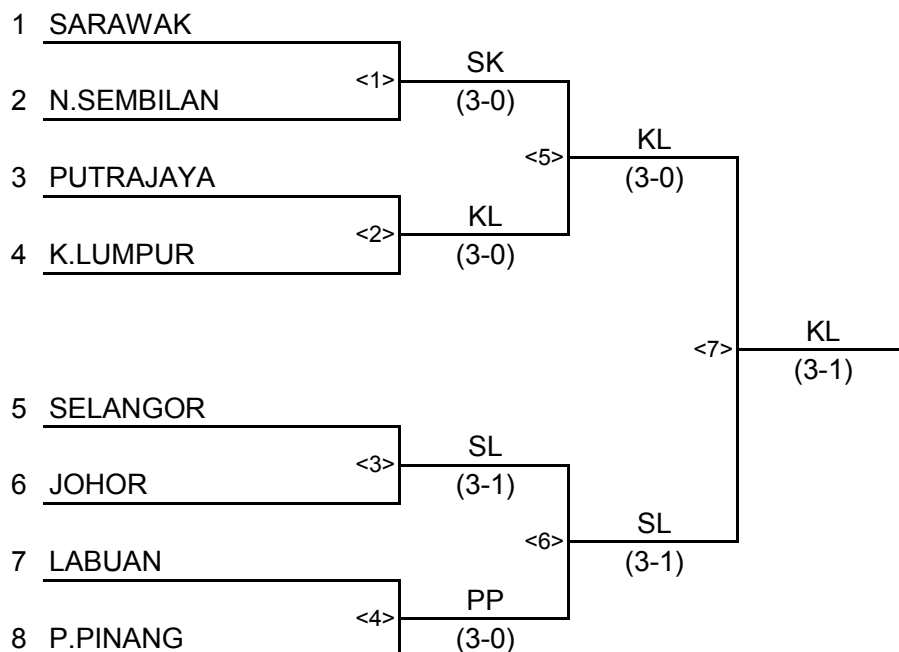 1 SARAWAK
SK
<1>
2 N.SEMBILAN
(3-0)
KL
<5>
3 PUTRAJAYA
(3-0)
KL
<2>
4 K.LUMPUR
(3-0)
KL
<7>
(3-1)
5 SELANGOR
SL
<3>
6 JOHOR
(3-1)
SL
<6>
7 LABUAN
(3-1)
PP
<4>
8 P.PINANG
(3-0)